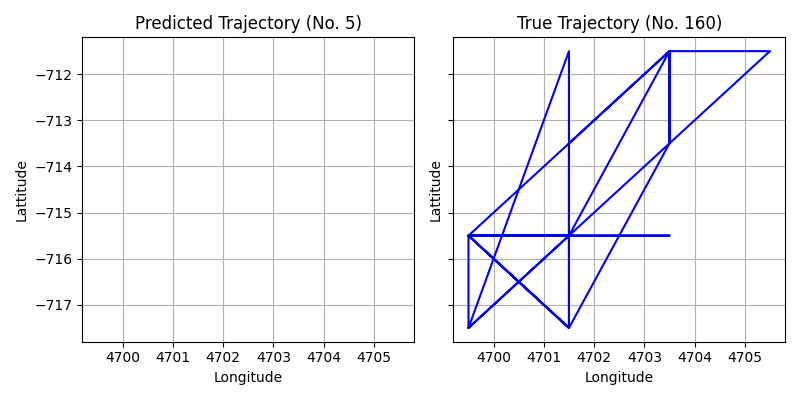 Predicted Trajectory (No. 5)
True Trajectory (No. 160)
−712
−713
−714
−715
−716
−717
Lattitude
Lattitude
4700 4701 4702 4703 4704 4705
4700 4701 4702 4703 4704 4705
Longitude
Longitude